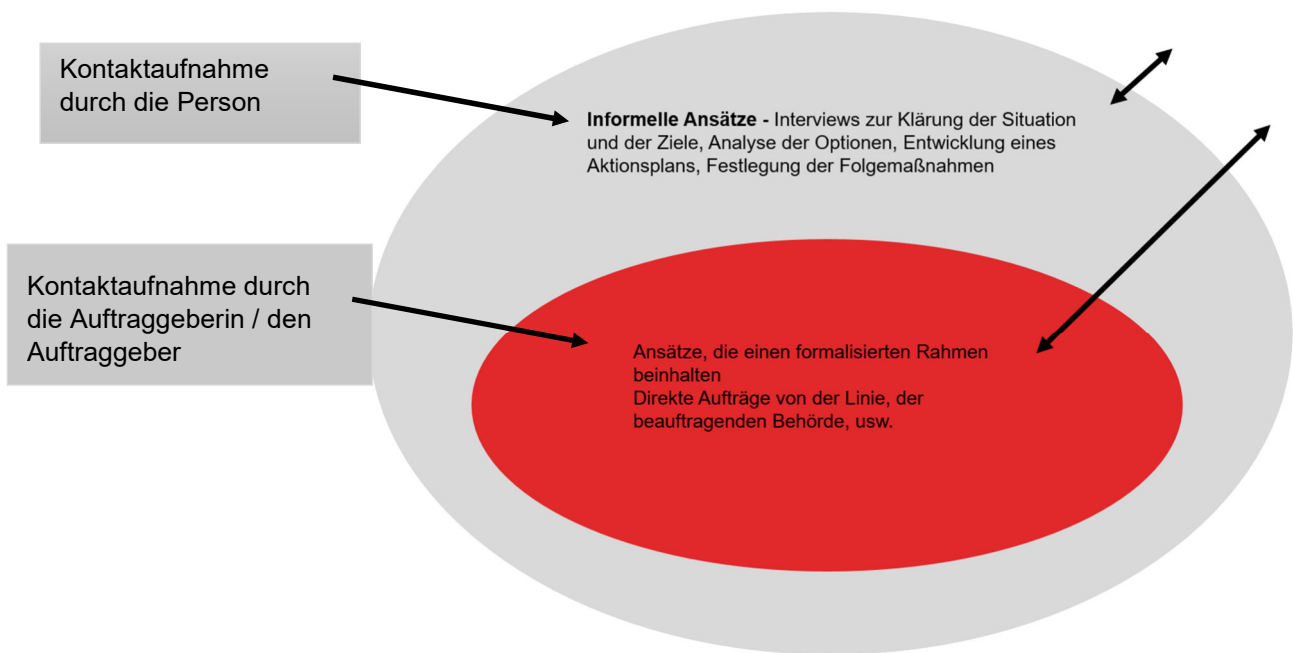 Kontaktaufnahme
durch die Person
Informelle Ansätze - Interviews zur Klärung der Situation
und der Ziele, Analyse der Optionen, Entwicklung eines
Aktionsplans, Festlegung der Folgemaßnahmen
Kontaktaufnahme durch
die Auftraggeberin / den
Auftraggeber
Ansätze, die einen formalisierten Rahmen
beinhalten
Direkte Aufträge von der Linie, der
beauftragenden Behörde, usw.